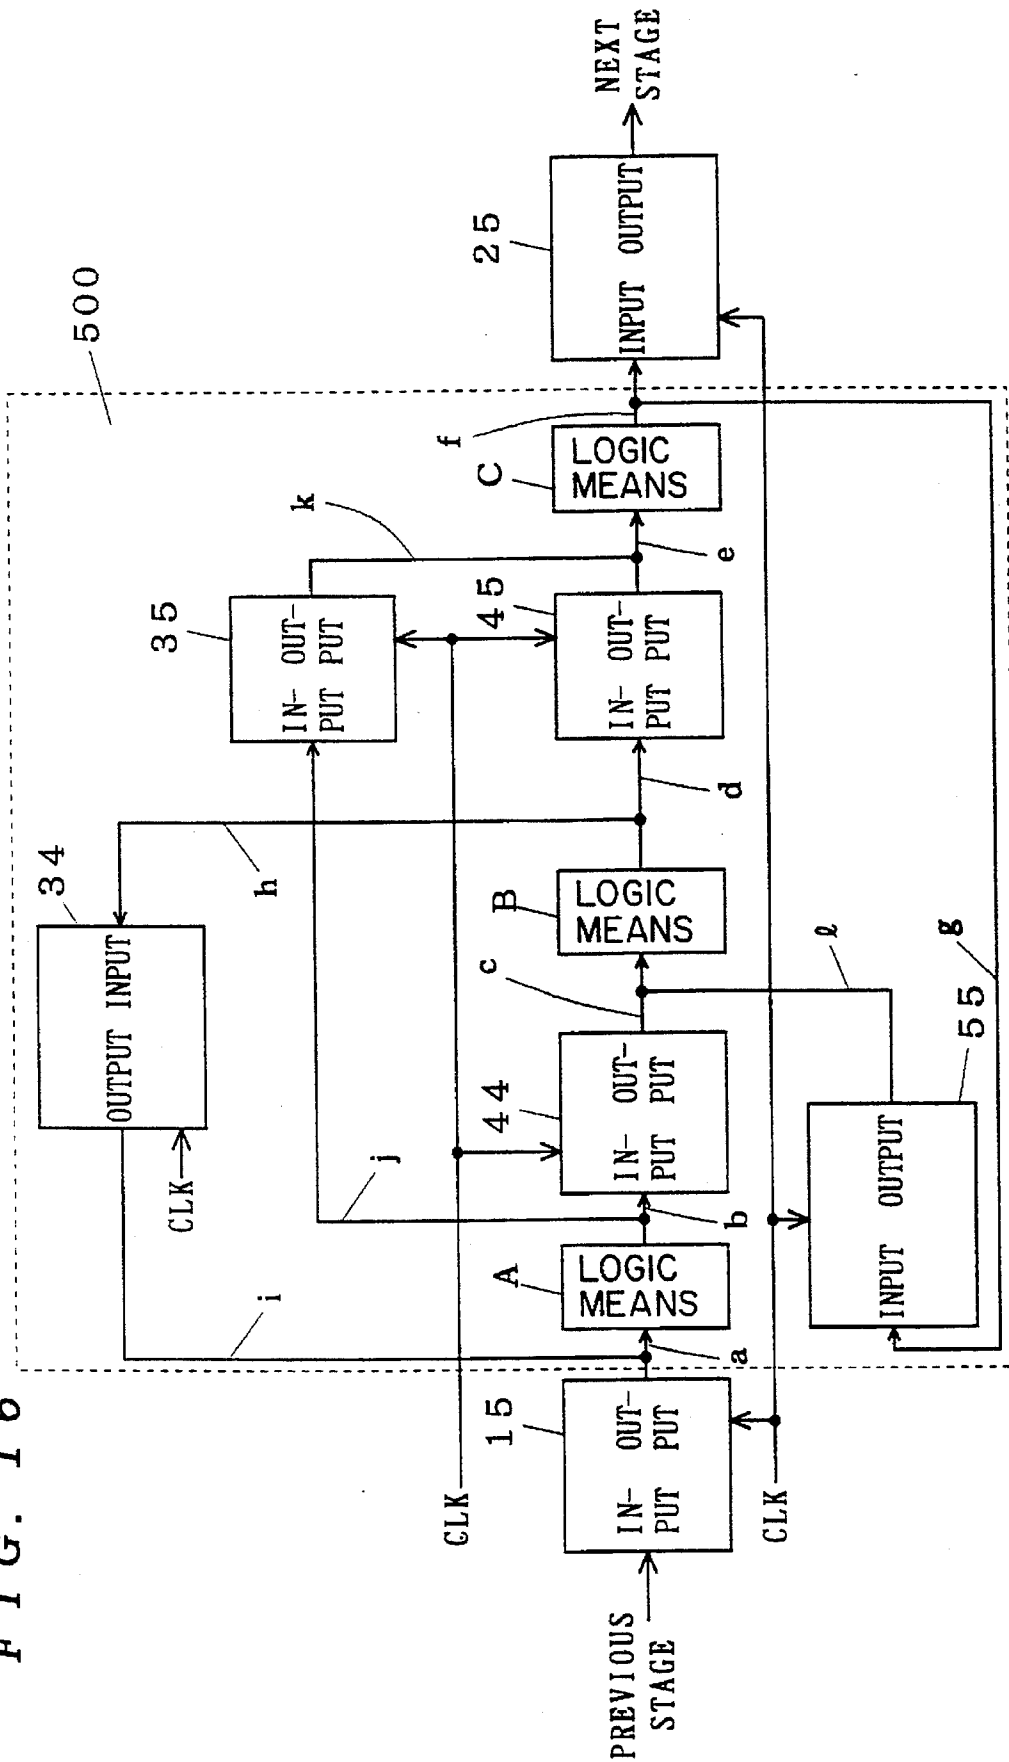 FIG. 16
500
34
OUTPUT INPUT
CLK
i
h
35
IN- OUT-
PUT PUT
k
j
CLK
44
IN- OUT-
PUT PUT
45
IN- OUT-
PUT PUT
PREVIOUS
STAGE
15
IN- OUT-
PUT PUT
a
A
LOGIC
MEANS
b
c
B
LOGIC
MEANS
d
e
C
LOGIC
MEANS
f
25
INPUT OUTPUT
NEXT
STAGE
CLK
55
INPUT OUTPUT
ℓ
g